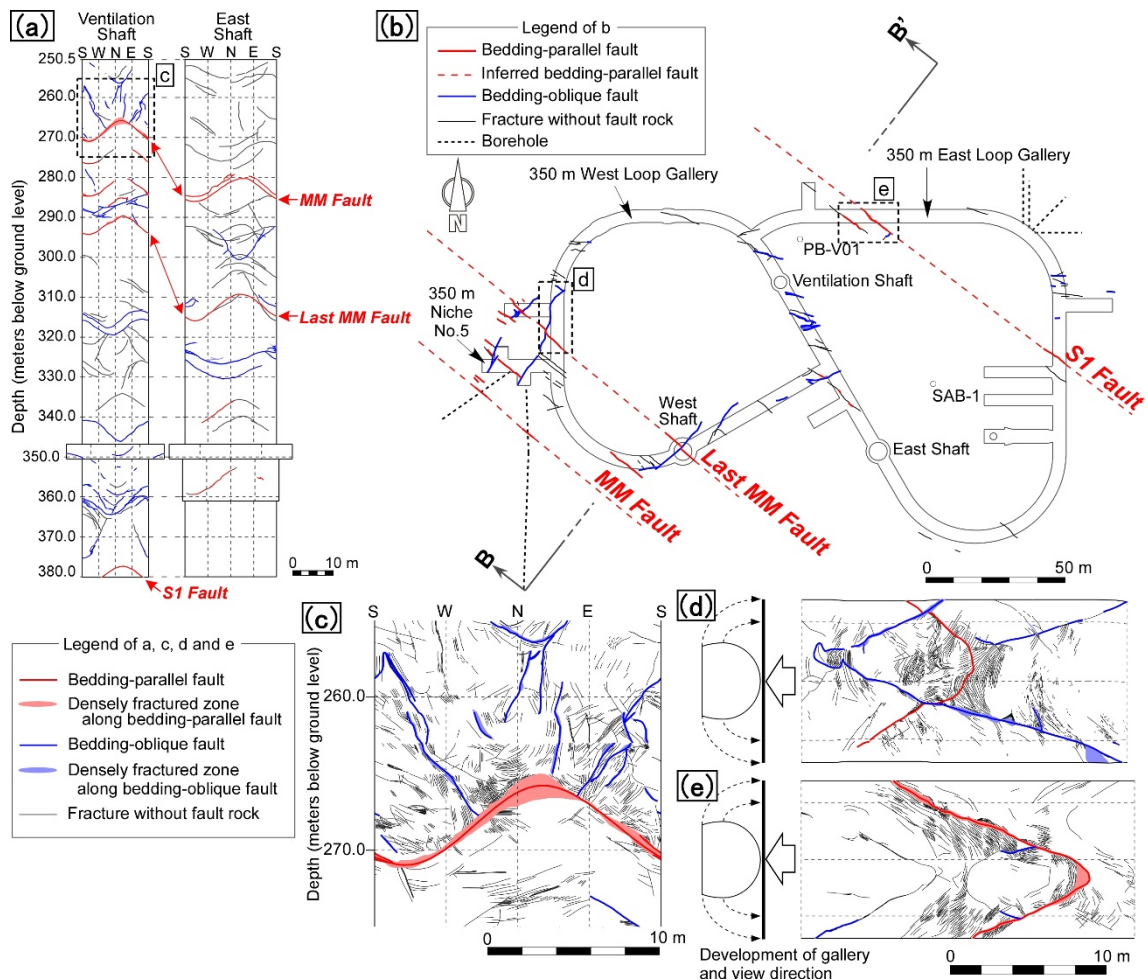 (a)
Ventilation
Shaft
East
Shaft
S W N E S
S W N E S
Depth (meters below ground level)
250.5
260.0
270.0
280.0
290.0
300.0
310.0
320.0
330.0
340.0
350.0
360.0
370.0
380.0
c
MM Fault
Last MM Fault
S1 Fault
0 10 m
(b)
Legend of b
Bedding-parallel fault
Inferred bedding-parallel fault
Bedding-oblique fault
Fracture without fault rock
Borehole
N
B'
350 m West Loop Gallery
350 m East Loop Gallery
e
PB-V01
Ventilation Shaft
d
350 m
Niche
No.5
S1 Fault
SAB-1
West
Shaft
East Shaft
MM Fault
Last MM Fault
B
0 50 m
Legend of a, c, d and e
Bedding-parallel fault
Densely fractured zone
along bedding-parallel fault
Bedding-oblique fault
Densely fractured zone
along bedding-oblique fault
Fracture without fault rock
(c)
S W N E S
Depth (meters below ground level)
260.0
270.0
0 10 m
(d)
(e)
Development of gallery
and view direction
0 10 m